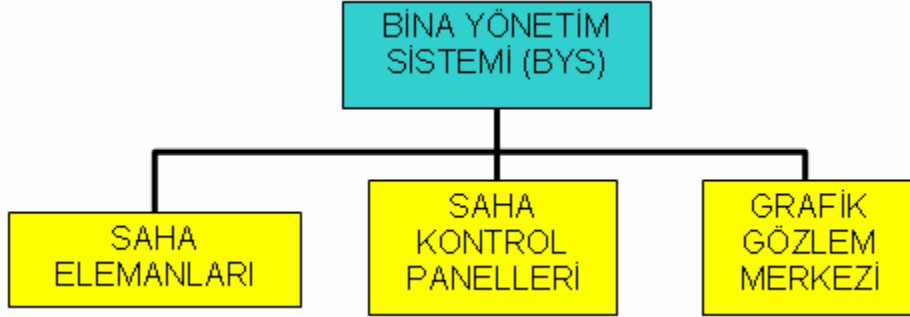 BİNA YÖNETİM
SİSTEMİ (BYS)
SAHA
ELEMANLARI
SAHA
KONTROL
PANELLERİ
GRAFİK
GÖZLEM
MERKEZİ